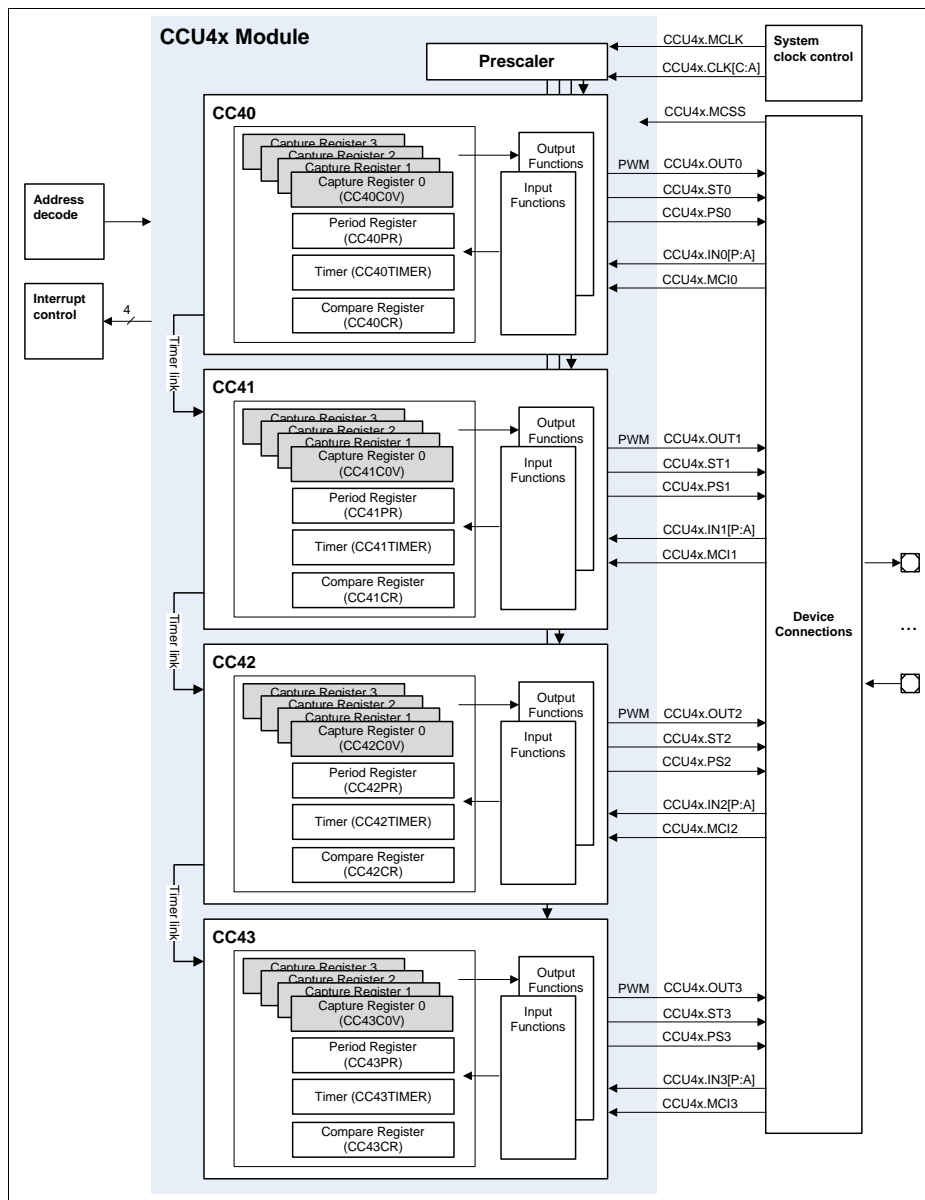 CCU4x Module
Prescaler
CCU4x.MCLK
CCU4x.CLK[C:A]
System
clock control
CCU4x.MCSS
Address
decode
Interrupt
control
4
CC40
Capture Register 3
Capture Register 2
Capture Register 1
Capture Register 0
(CC40C0V)
Period Register
(CC40PR)
Timer (CC40TIMER)
Compare Register
(CC40CR)
Output
Functions
Input
Functions
PWM
CCU4x.OUT0
CCU4x.ST0
CCU4x.PS0
CCU4x.IN0[P:A]
CCU4x.MCI0
Timer link
CC41
Capture Register 3
Capture Register 2
Capture Register 1
Capture Register 0
(CC41C0V)
Period Register
(CC41PR)
Timer (CC41TIMER)
Compare Register
(CC41CR)
Output
Functions
Input
Functions
PWM
CCU4x.OUT1
CCU4x.ST1
CCU4x.PS1
CCU4x.IN1[P:A]
CCU4x.MCI1
Timer link
Device
Connections
...
CC42
Capture Register 3
Capture Register 2
Capture Register 1
Capture Register 0
(CC42C0V)
Period Register
(CC42PR)
Timer (CC42TIMER)
Compare Register
(CC42CR)
Output
Functions
Input
Functions
PWM
CCU4x.OUT2
CCU4x.ST2
CCU4x.PS2
CCU4x.IN2[P:A]
CCU4x.MCI2
Timer link
CC43
Capture Register 3
Capture Register 2
Capture Register 1
Capture Register 0
(CC43C0V)
Period Register
(CC43PR)
Timer (CC43TIMER)
Compare Register
(CC43CR)
Output
Functions
Input
Functions
PWM
CCU4x.OUT3
CCU4x.ST3
CCU4x.PS3
CCU4x.IN3[P:A]
CCU4x.MCI3